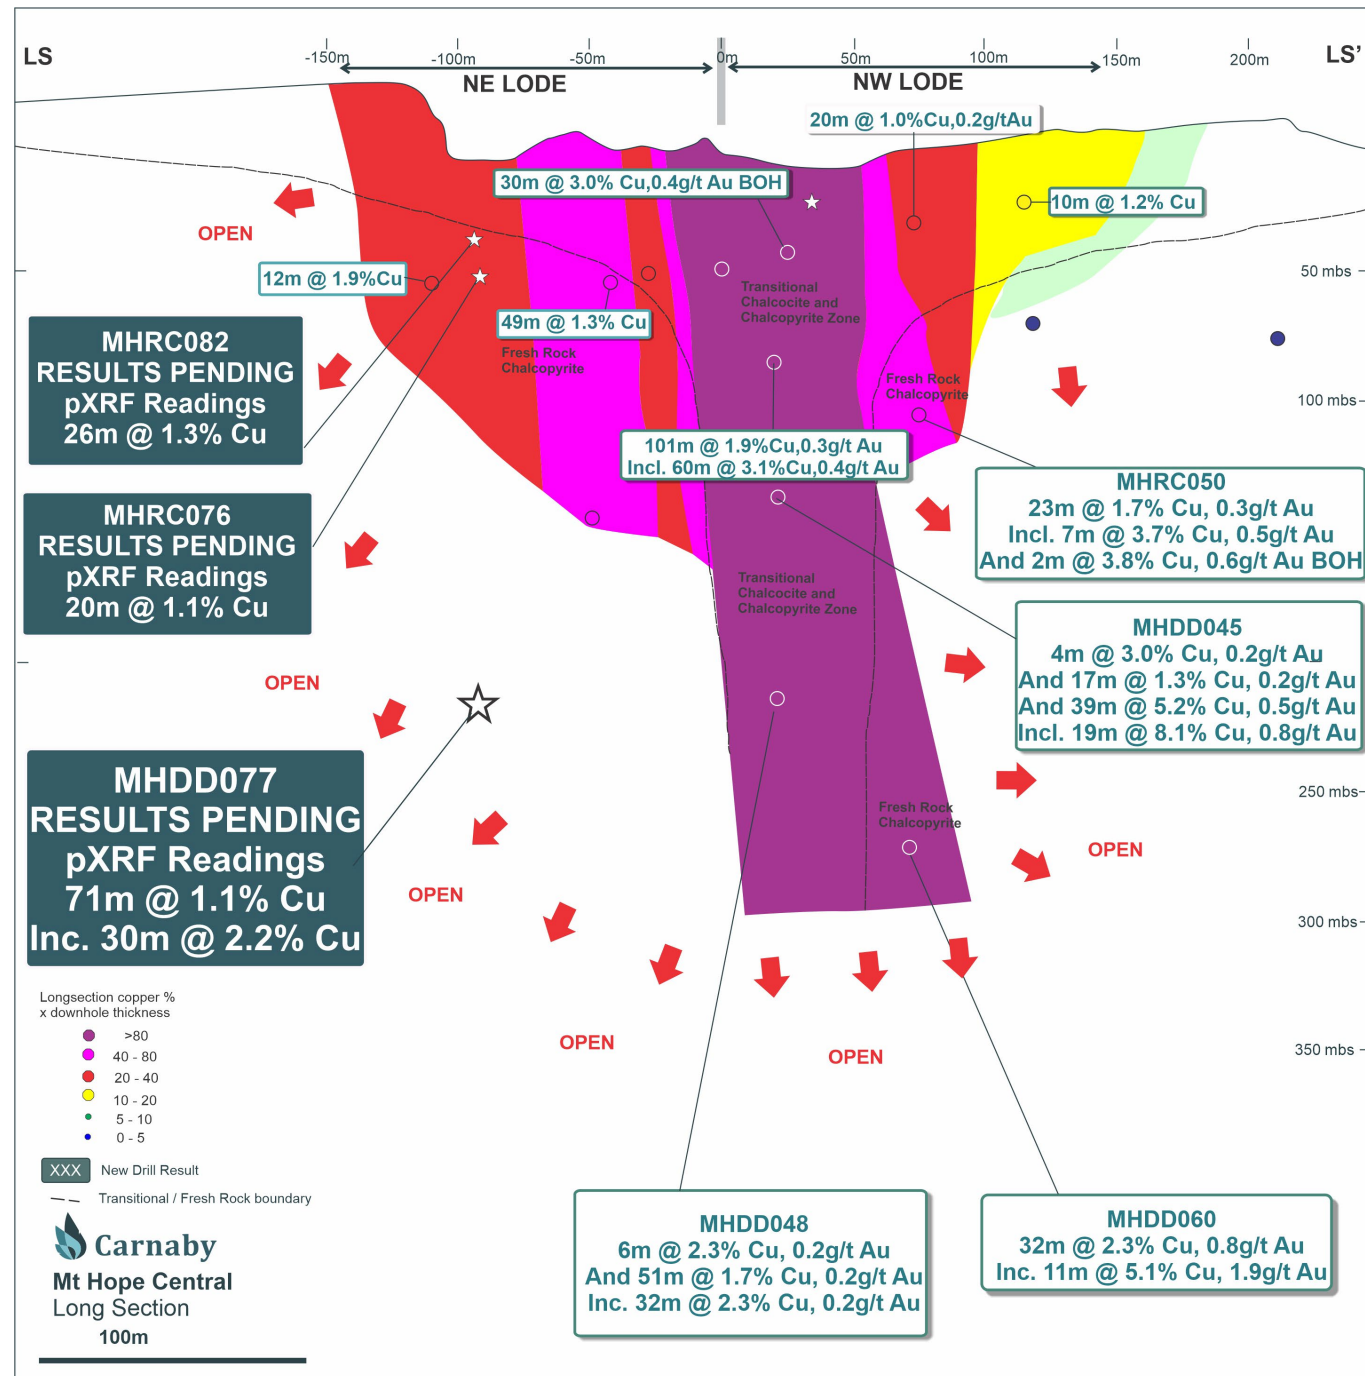 LS
-150m
-100m
-50m
0m
50m
100m
150m
200m
LS'
NE LODE
NW LODE
20m @ 1.0%Cu,0.2g/tAu
30m @ 3.0% Cu,0.4g/t Au BOH
10m @ 1.2% Cu
OPEN
12m @ 1.9%Cu
50 mbs
Transitional
Chalcocite and
Chalcopyrite Zone
49m @ 1.3% Cu
Fresh Rock
Chalcopyrite
MHRC082
RESULTS PENDING
pXRF Readings
26m @ 1.3% Cu
Fresh Rock
Chalcopyrite
100 mbs
101m @ 1.9%Cu,0.3g/t Au
Incl. 60m @ 3.1%Cu,0.4g/t Au
MHRC050
23m @ 1.7% Cu, 0.3g/t Au
Incl. 7m @ 3.7% Cu, 0.5g/t Au
And 2m @ 3.8% Cu, 0.6g/t Au BOH
MHRC076
RESULTS PENDING
pXRF Readings
20m @ 1.1% Cu
Transitional
Chalcocite and
Chalcopyrite Zone
MHDD045
4m @ 3.0% Cu, 0.2g/t Au
And 17m @ 1.3% Cu, 0.2g/t Au
And 39m @ 5.2% Cu, 0.5g/t Au
Incl. 19m @ 8.1% Cu, 0.8g/t Au
OPEN
MHDD077
RESULTS PENDING
pXRF Readings
71m @ 1.1% Cu
Inc. 30m @ 2.2% Cu
250 mbs
Fresh Rock
Chalcopyrite
OPEN
OPEN
300 mbs
OPEN
OPEN
350 mbs
Longsection copper %
x downhole thickness
>80
40 - 80
20 - 40
10 - 20
5 - 10
0 - 5
XXX New Drill Result
Transitional / Fresh Rock boundary
Carnaby
Mt Hope Central
Long Section
100m
MHDD048
6m @ 2.3% Cu, 0.2g/t Au
And 51m @ 1.7% Cu, 0.2g/t Au
Inc. 32m @ 2.3% Cu, 0.2g/t Au
MHDD060
32m @ 2.3% Cu, 0.8g/t Au
Inc. 11m @ 5.1% Cu, 1.9g/t Au